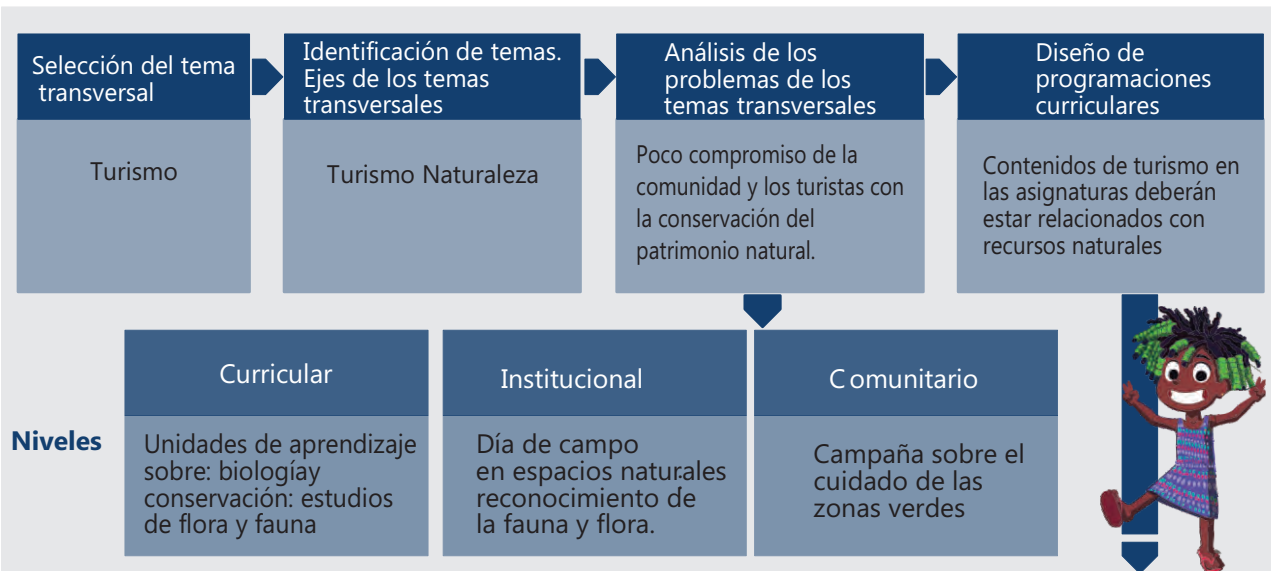 Selección del tema
transversal
Identificación de temas.
Ejes de los temas
transversales
Análisis de los
problemas de los
temas transversales
Diseño de
programaciones
curriculares
Turismo
Turismo Naturaleza
Poco compromiso de la
comunidad y los turistas con
la conservación del
patrimonio natural.
Contenidos de turismo en
las asignaturas deberán
estar relacionados con
recursos naturales
Niveles
Curricular
Unidades de aprendizaje
sobre: biologíay
conservación: estudios
de flora y fauna
Institucional
Día de campo
en espacios naturales
reconocimiento de
la fauna y flora.
Comunitario
Campaña sobre el
cuidado de las
zonas verdes